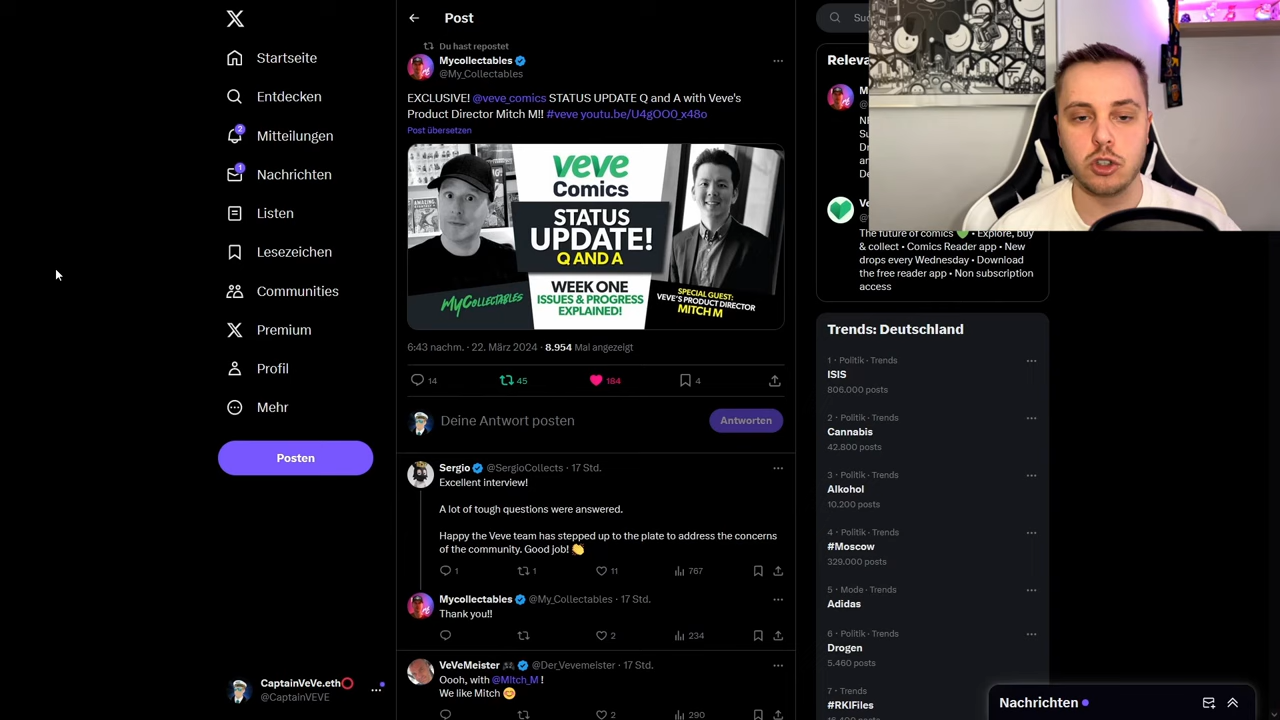 Startseite
Entdecken
2
Mitteilungen
1
Nachrichten
Listen
Lesezeichen
Communities
Premium
Profil
Mehr
Posten
CaptainVeVe.eth
@CaptainVEVE
Post
Du hast repostet
Mycollectables
@My_Collectables
EXCLUSIVE! @veve_comics STATUS UPDATE Q and A with Veve's
Product Director Mitch M!! #veve youtu.be/U4gOO0_x48o
Post übersetzen
veve
Comics
STATUS
UPDATE!
Q AND A
WEEK ONE
ISSUES & PROGRESS
EXPLAINED!
MYCOLLECTABLES
SPECIAL GUEST:
VEVE'S PRODUCT DIRECTOR
MITCH M
6:43 nachm. · 22. März 2024 · 8.954 Mal angezeigt
14
45
184
4
Deine Antwort posten
Antworten
Sergio @SergioCollects · 17 Std.
Excellent interview!
A lot of tough questions were answered.
Happy the Veve team has stepped up to the plate to address the concerns
of the community. Good job!
1
1
11
767
Mycollectables @My_Collectables · 17 Std.
Thank you!!
2
234
VeVeMeister @Der_Vevemeister · 17 Std.
Oooh, with @Mitch_M !
We like Mitch
2
290
The future of comics • Explore, buy
& collect • Comics Reader app • New
drops every Wednesday • Download
the free reader app • Non subscription
access
Trends: Deutschland
1 · Politik · Trends
ISIS
806.000 posts
2 · Politik · Trends
Cannabis
42.800 posts
3 · Politik · Trends
Alkohol
10.200 posts
4 · Politik · Trends
#Moscow
329.000 posts
5 · Mode · Trends
Adidas
6 · Politik · Trends
Drogen
5.460 posts
7 · Trends
#RKIFiles
Nachrichten